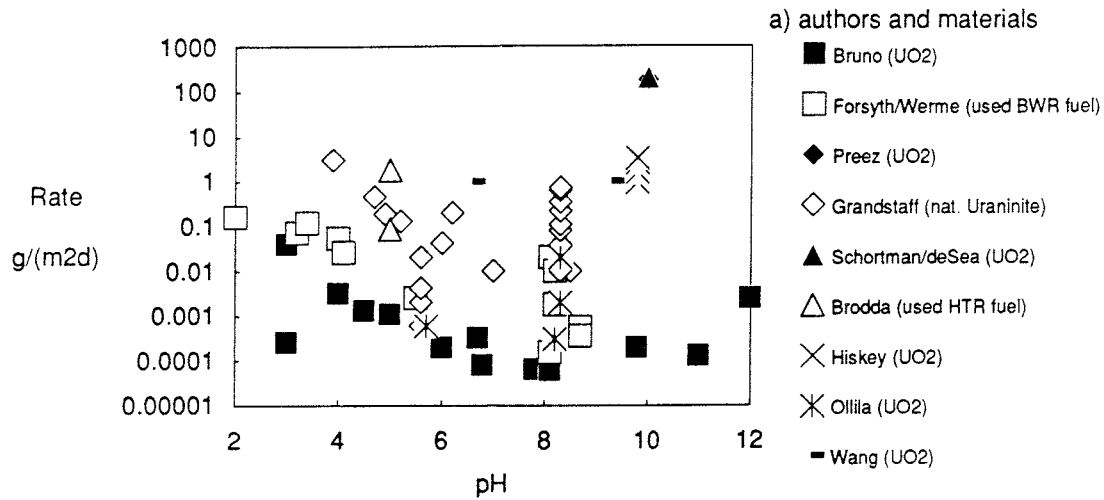 a) authors and materials
1000
100
10
1
0.1
0.01
0.001
0.0001
0.00001
Rate
g/(m2d)
2 4 6 8 10 12
pH
Bruno (UO2)
Forsyth/Werme (used BWR fuel)
Preez (UO2)
Grandstaff (nat. Uraninite)
Schortman/deSea (UO2)
Brodda (used HTR fuel)
Hiskey (UO2)
Ollila (UO2)
Wang (UO2)